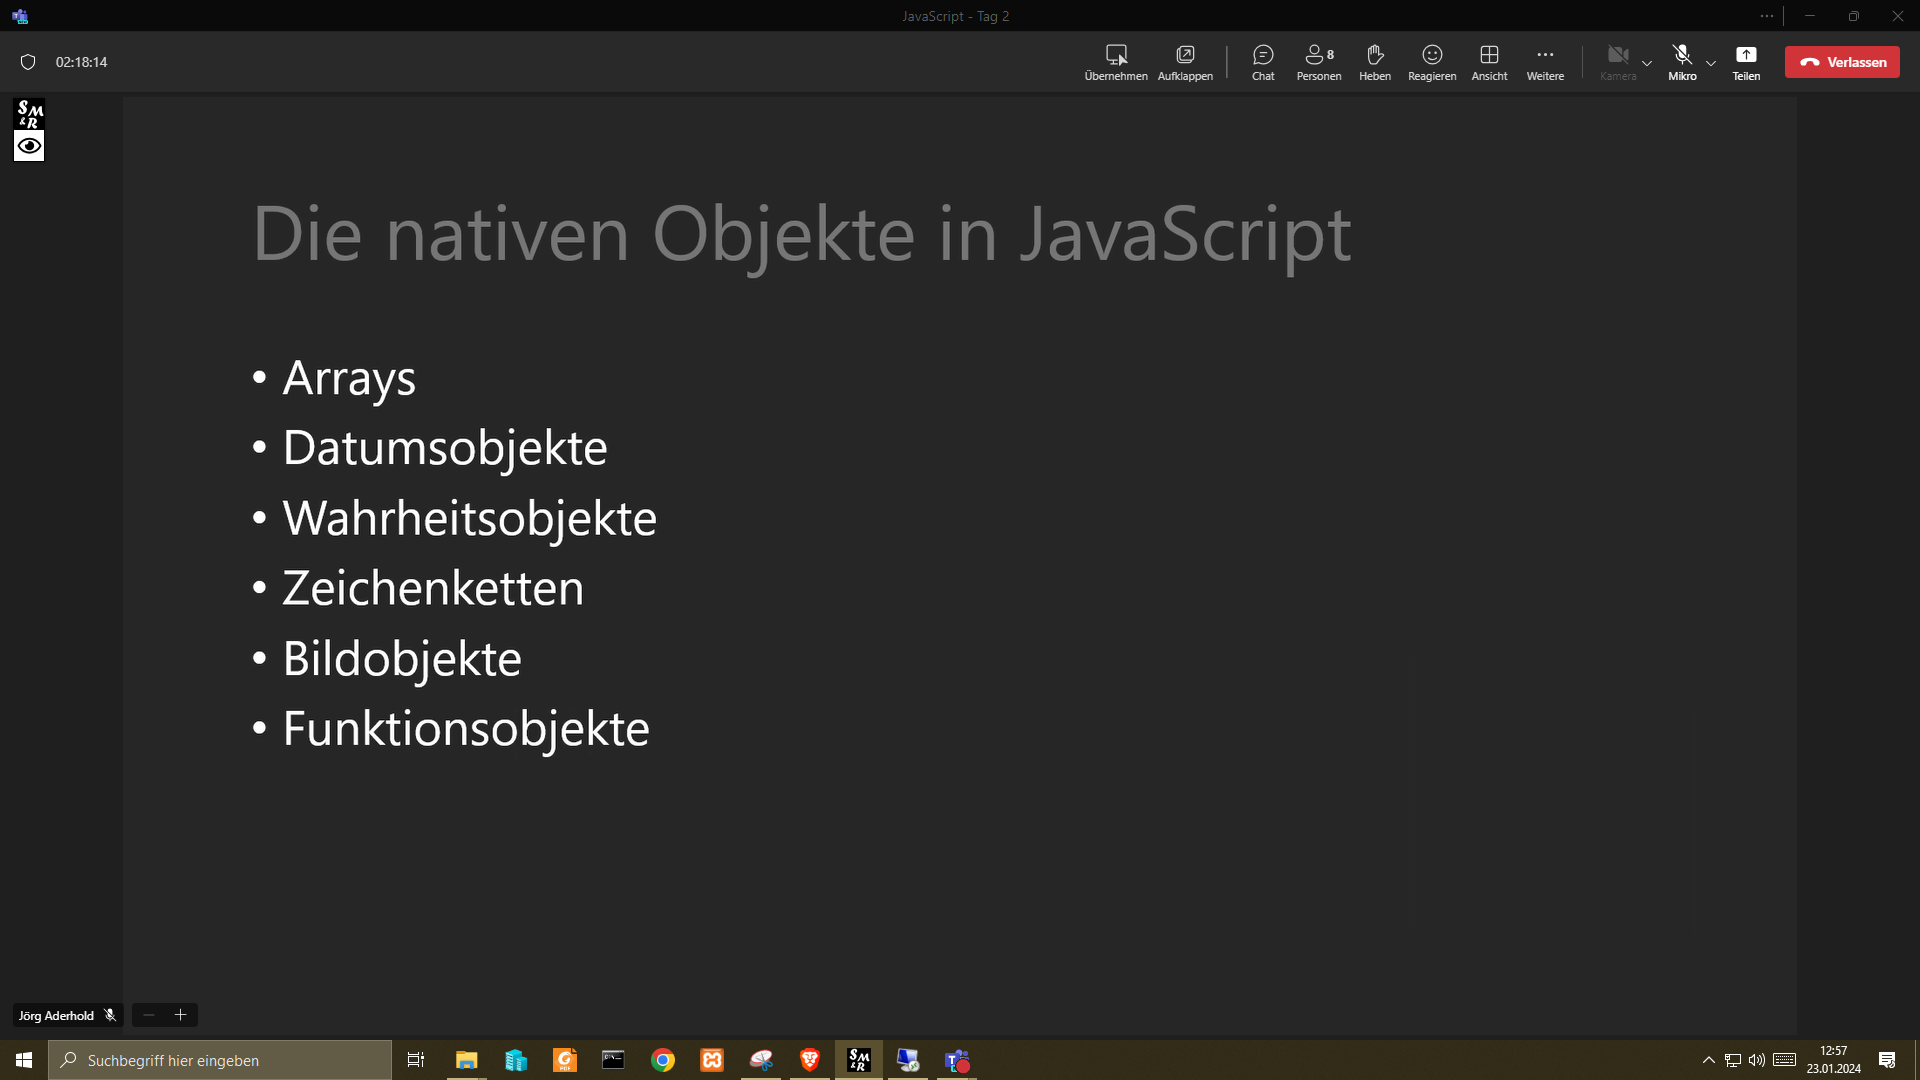 JavaScript - Tag 2
02:18:14
Übernehmen Aufklappen Chat Personen 8 Heben Reagieren Ansicht Weitere Kamera Mikro Teilen Verlassen
S M & R
Die nativen Objekte in JavaScript
• Arrays
• Datumsobjekte
• Wahrheitsobjekte
• Zeichenketten
• Bildobjekte
• Funktionsobjekte
Jörg Aderhold
Suchbegriff hier eingeben
12:57
23.01.2024